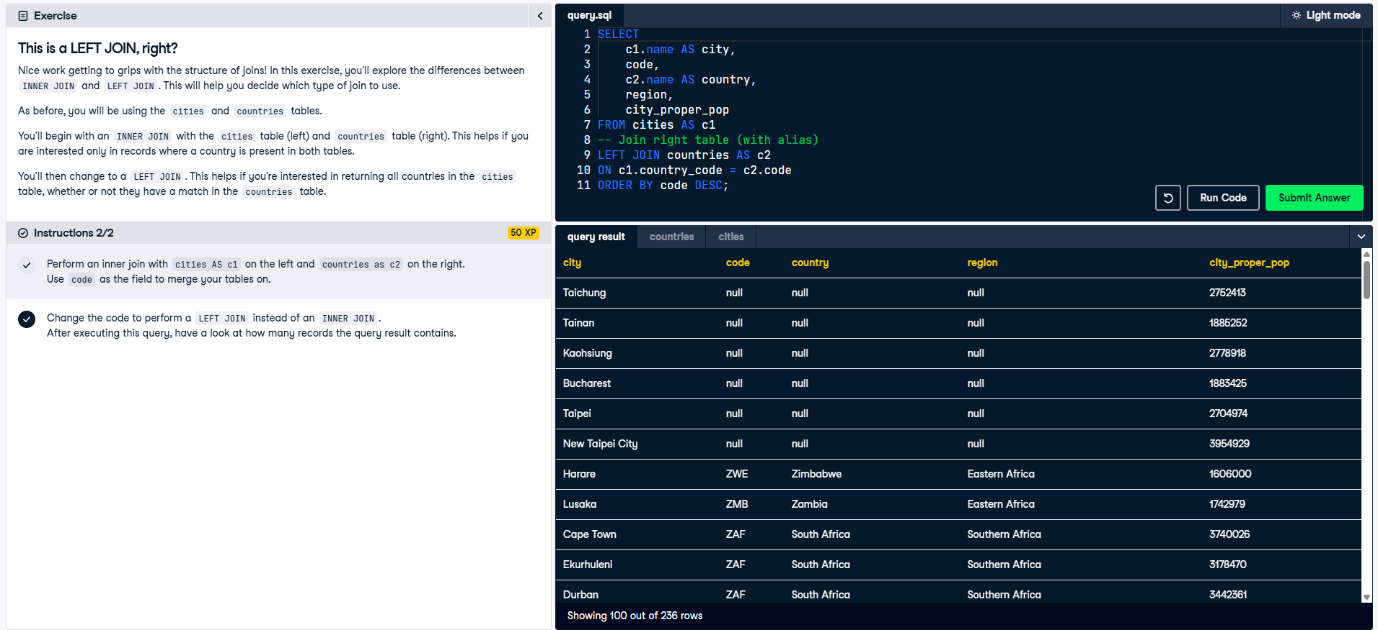 Exercise
This is a LEFT JOIN, right?
Nice work getting to grips with the structure of joins! In this exercise, you'll explore the differences between
INNER JOIN and LEFT JOIN. This will help you decide which type of join to use.
As before, you will be using the cities and countries tables.
You'll begin with an INNER JOIN with the cities table (left) and countries table (right). This helps if you
are interested only in records where a country is present in both tables.
You'll then change to a LEFT JOIN. This helps if you're interested in returning all countries in the cities
table, whether or not they have a match in the countries table.
Instructions 2/2 50 XP
Perform an inner join with cities AS c1 on the left and countries as c2 on the right.
Use code as the field to merge your tables on.
Change the code to perform a LEFT JOIN instead of an INNER JOIN.
After executing this query, have a look at how many records the query result contains.
query.sql Light mode
1 SELECT
2 c1.name AS city,
3 code,
4 c2.name AS country,
5 region,
6 city_proper_pop
7 FROM cities AS c1
8 -- Join right table (with alias)
9 LEFT JOIN countries AS c2
10 ON c1.country_code = c2.code
11 ORDER BY code DESC;
Run Code Submit Answer
query result countries cities
city code country region city_proper_pop
Taichung null null null 2752413
Tainan null null null 1885252
Kaohsiung null null null 2778918
Bucharest null null null 1883425
Taipei null null null 2704974
New Taipei City null null null 3954929
Harare ZWE Zimbabwe Eastern Africa 1606000
Lusaka ZMB Zambia Eastern Africa 1742979
Cape Town ZAF South Africa Southern Africa 3740026
Ekurhuleni ZAF South Africa Southern Africa 3178470
Durban ZAF South Africa Southern Africa 3442361
Showing 100 out of 236 rows